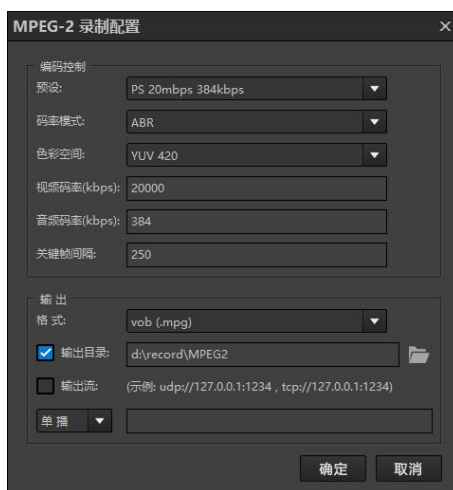 MPEG-2 录制配置
编码控制
预设: PS 20mbps 384kbps
码率模式: ABR
色彩空间: YUV 420
视频码率(kbps): 20000
音频码率(kbps): 384
关键帧间隔: 250
输 出
格 式: vob (.mpg)
输出目录: d:\record\MPEG2
输出流: (示例: udp://127.0.0.1:1234 , tcp://127.0.0.1:1234)
单 播
确定 取消